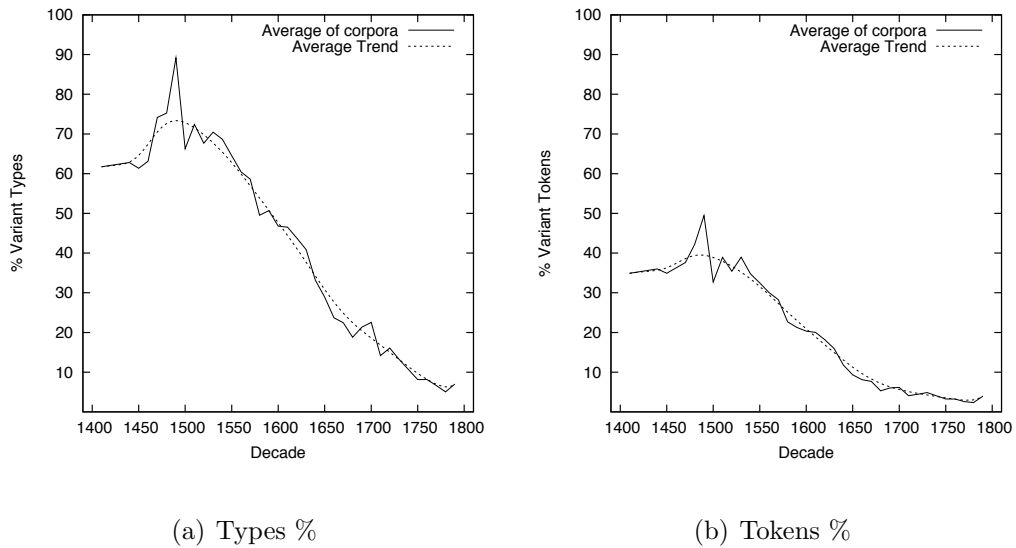 Average of corpora
Average Trend
% Variant Types
100
90
80
70
60
50
40
30
20
10
1400 1450 1500 1550 1600 1650 1700 1750 1800
Decade
(a) Types %
Average of corpora
Average Trend
% Variant Tokens
100
90
80
70
60
50
40
30
20
10
1400 1450 1500 1550 1600 1650 1700 1750 1800
Decade
(b) Tokens %